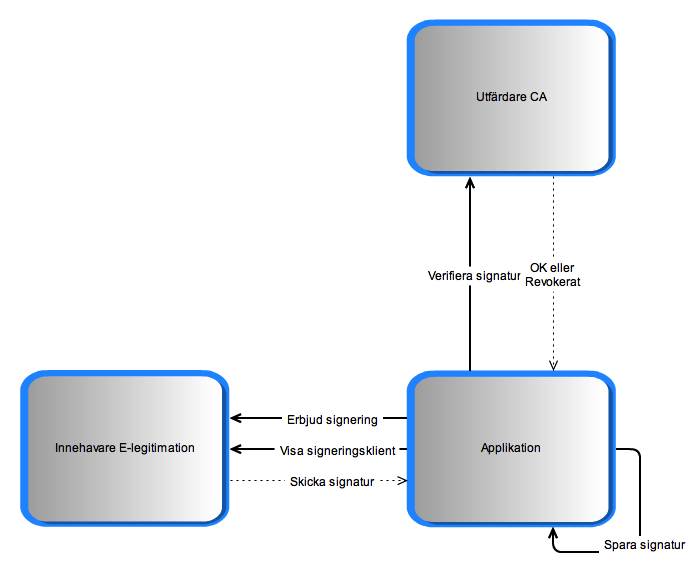 Utfärdare CA
Verifiera signatur
OK eller
Revokerat
Innehavare E-legitimation
Erbjud signering
Visa signeringsklient
Skicka signatur
Applikation
Spara signatur